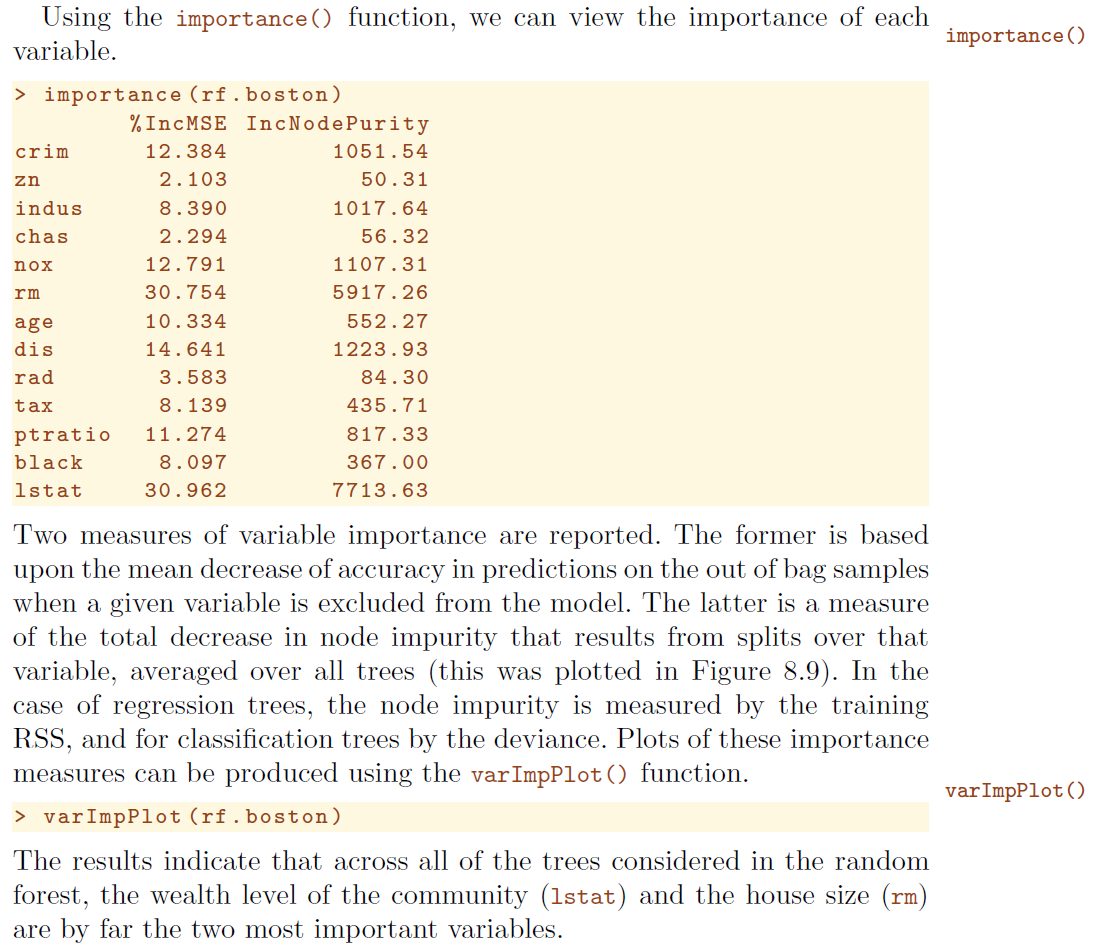 Using the importance() function, we can view the importance of each
variable.
importance()
> importance(rf.boston)
%IncMSE IncNodePurity
crim 12.384 1051.54
zn 2.103 50.31
indus 8.390 1017.64
chas 2.294 56.32
nox 12.791 1107.31
rm 30.754 5917.26
age 10.334 552.27
dis 14.641 1223.93
rad 3.583 84.30
tax 8.139 435.71
ptratio 11.274 817.33
black 8.097 367.00
lstat 30.962 7713.63
Two measures of variable importance are reported. The former is based
upon the mean decrease of accuracy in predictions on the out of bag samples
when a given variable is excluded from the model. The latter is a measure
of the total decrease in node impurity that results from splits over that
variable, averaged over all trees (this was plotted in Figure 8.9). In the
case of regression trees, the node impurity is measured by the training
RSS, and for classification trees by the deviance. Plots of these importance
measures can be produced using the varImpPlot() function.
varImpPlot()
> varImpPlot(rf.boston)
The results indicate that across all of the trees considered in the random
forest, the wealth level of the community (lstat) and the house size (rm)
are by far the two most important variables.